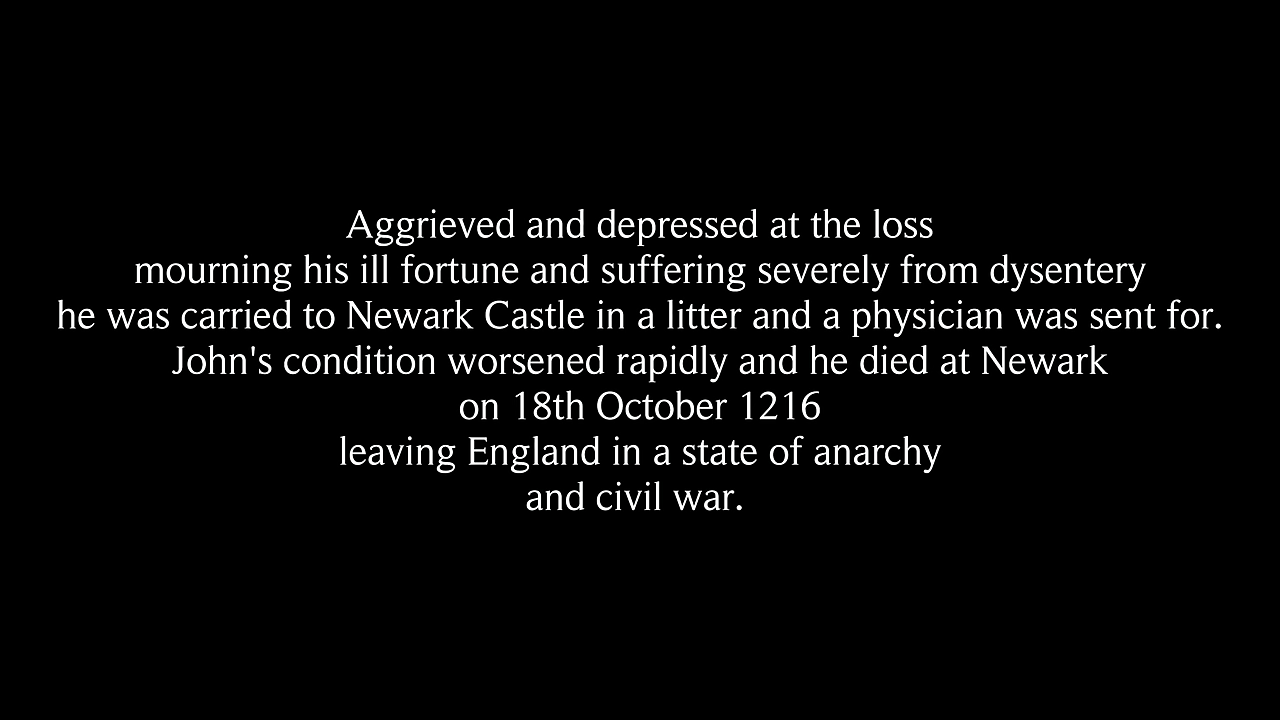 Aggrieved and depressed at the loss
mourning his ill fortune and suffering severely from dysentery
he was carried to Newark Castle in a litter and a physician was sent for.
John's condition worsened rapidly and he died at Newark
on 18th October 1216
leaving England in a state of anarchy
and civil war.